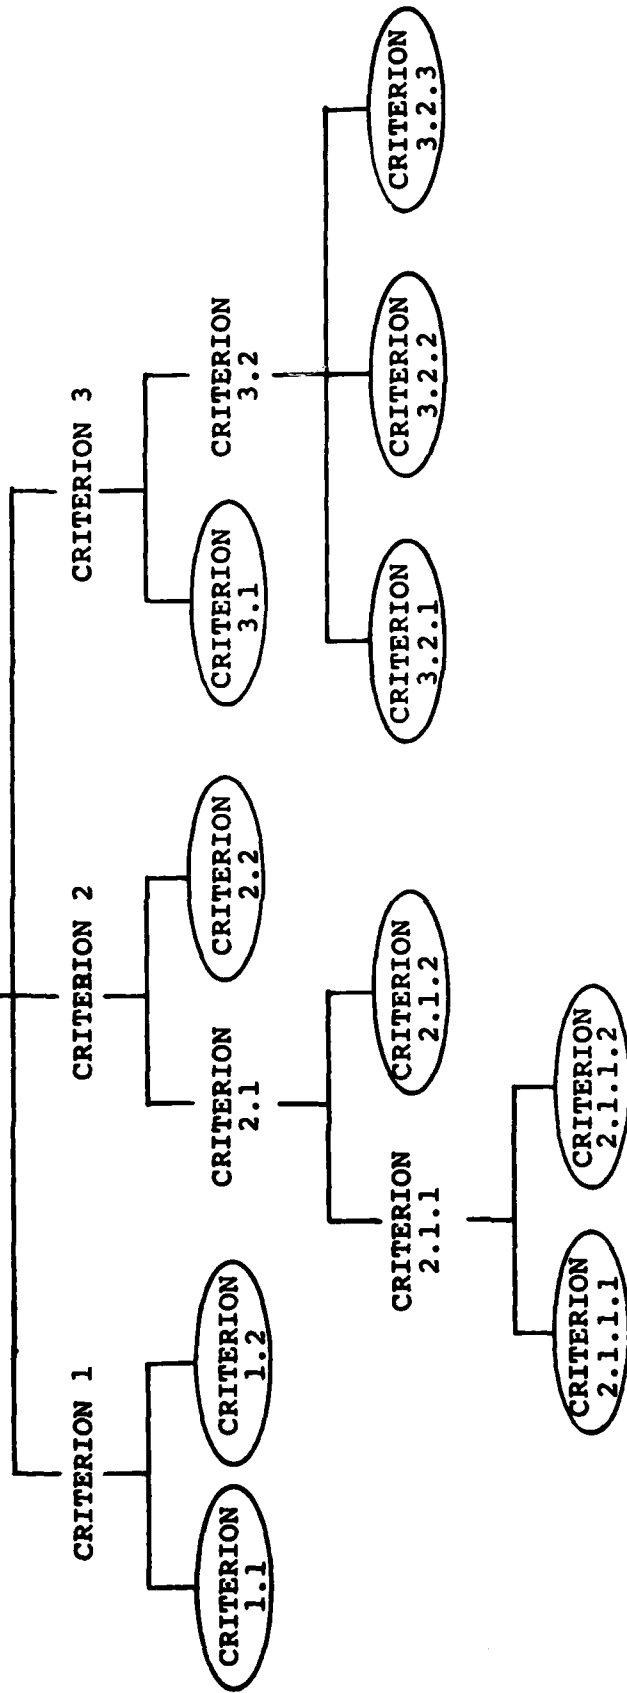 CRITERION 1
CRITERION 2
CRITERION 3
CRITERION
1.1
CRITERION
1.2
CRITERION
2.1
CRITERION
2.2
CRITERION
3.1
CRITERION
3.2
CRITERION
2.1.1
CRITERION
2.1.2
CRITERION
3.2.1
CRITERION
3.2.2
CRITERION
3.2.3
CRITERION
2.1.1.1
CRITERION
2.1.1.2